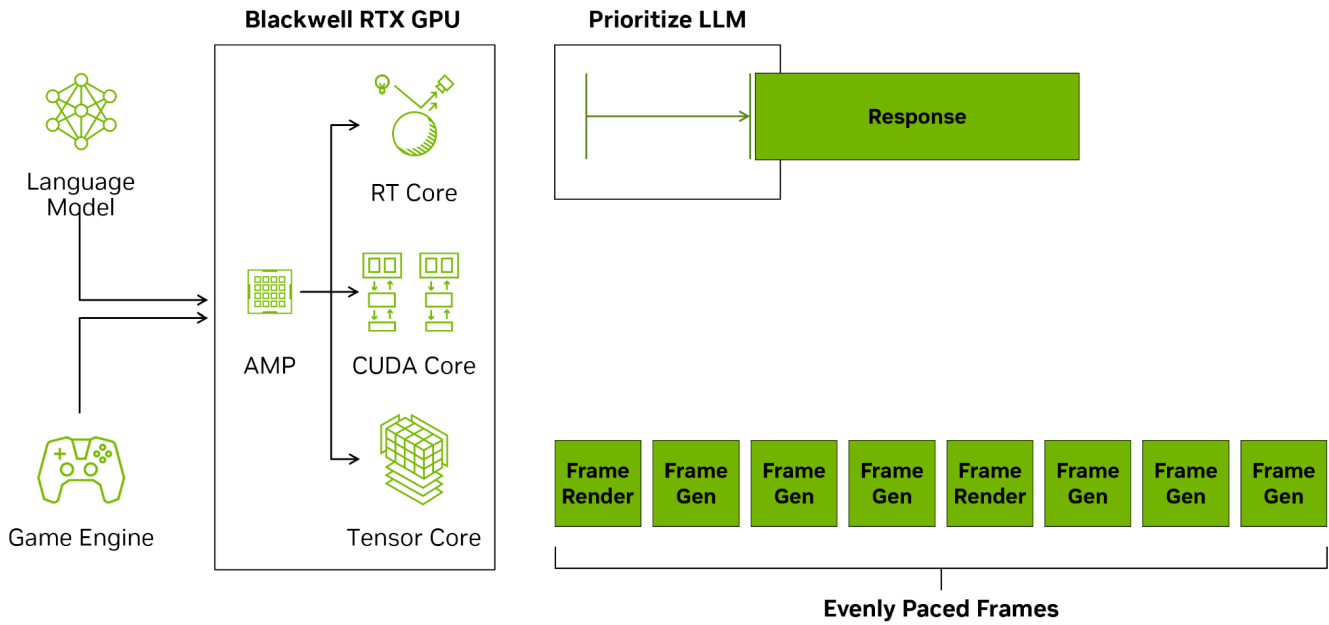 Blackwell RTX GPU
Prioritize LLM
Language
Model
RT Core
Response
AMP
CUDA Core
Game Engine
Tensor Core
Frame
Render
Frame
Gen
Frame
Gen
Frame
Gen
Frame
Render
Frame
Gen
Frame
Gen
Frame
Gen
Evenly Paced Frames